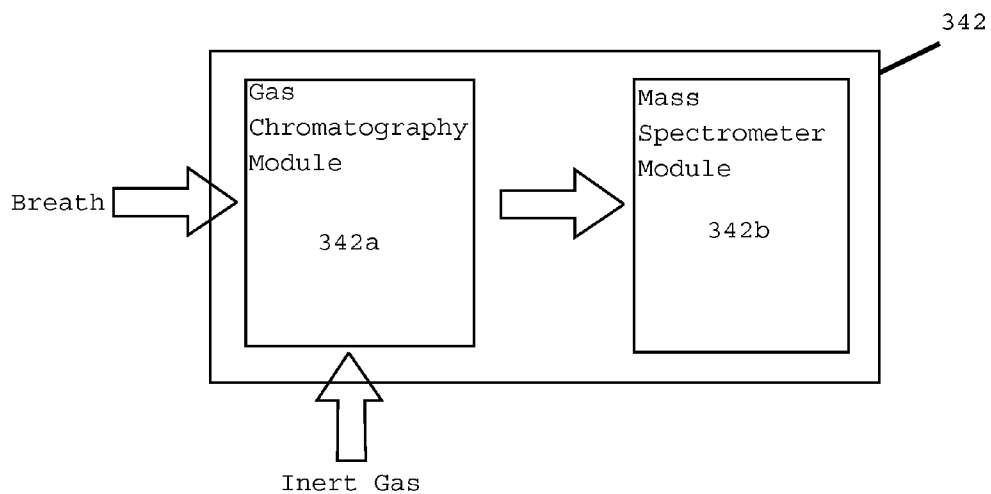 342
Gas
Chromatography
Module
342a
Mass
Spectrometer
Module
342b
Breath
Inert Gas